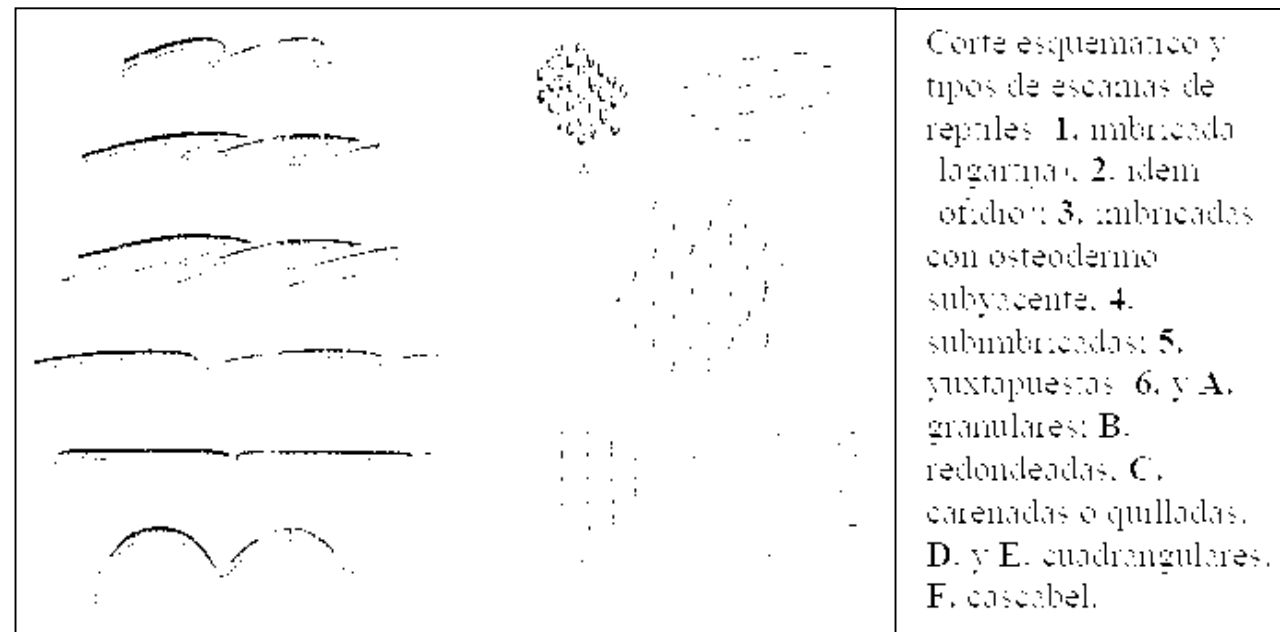 Corte esquematico y
tipos de escamas de
reptiles 1. imbricada
lagartija). 2. idem
ofidio); 3. imbricadas
con osteodermo
subyacente. 4.
subimbricadas; 5.
yuxtapuestas 6. y A.
granulares; B.
redondeadas. C.
carenadas o quilladas.
D. y E. cuadrangulares.
F. cascabel.